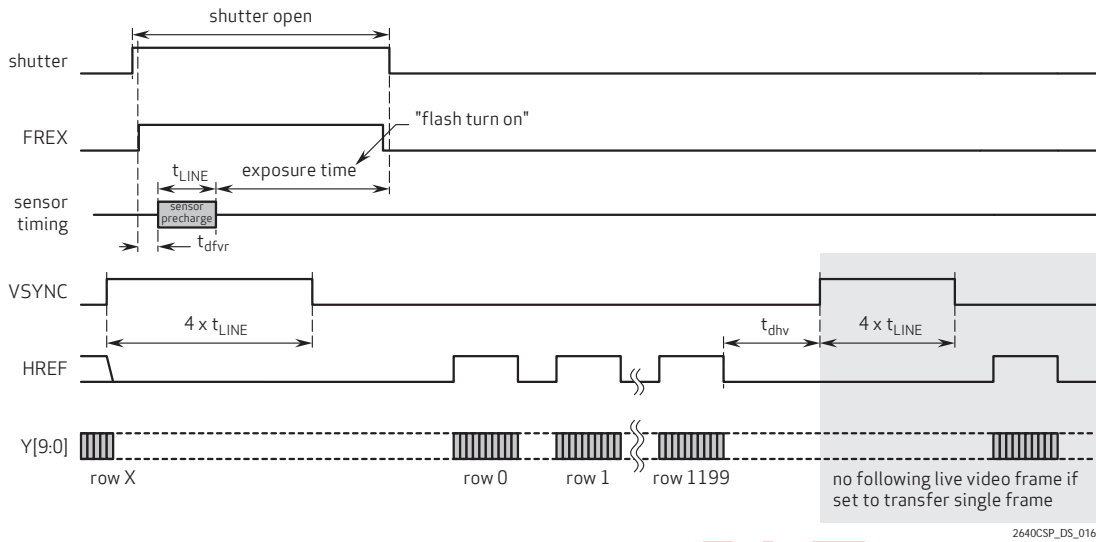 shutter open
shutter
FREX
"flash turn on"
tLINE
exposure time
sensor
timing
sensor
precharge
tdfvr
VSYNC
4 x tLINE
tdhv
4 x tLINE
HREF
Y[9:0]
row X
row 0
row 1
row 1199
no following live video frame if
set to transfer single frame
2640CSP_DS_016